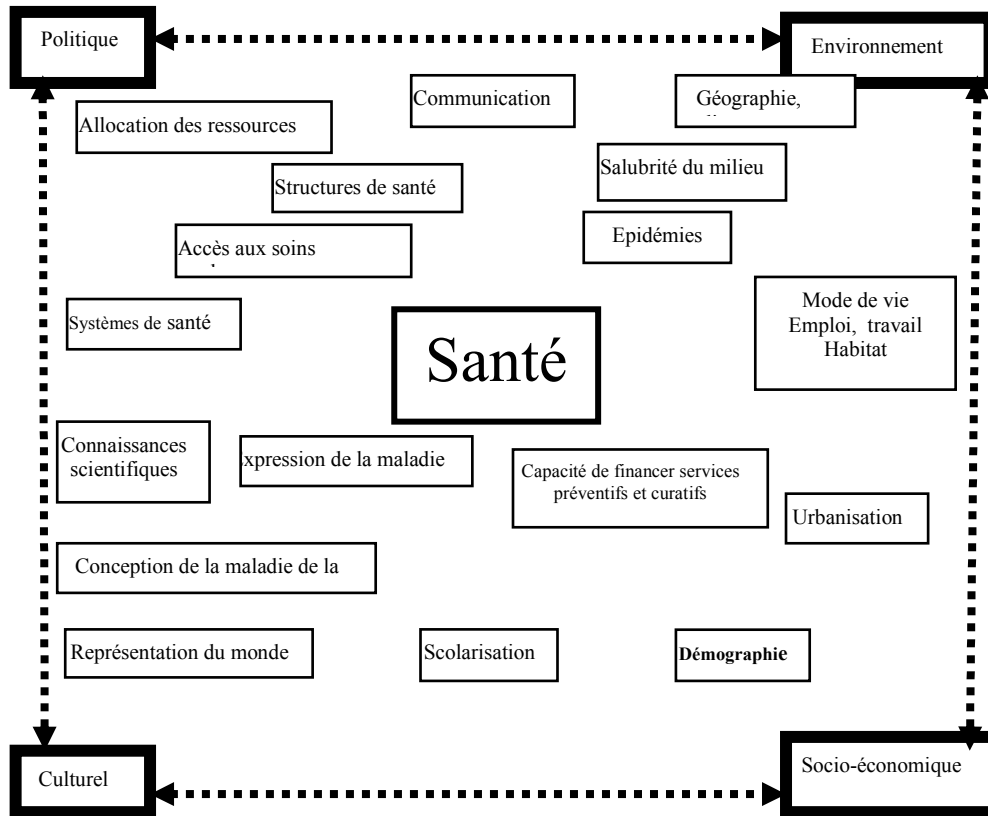 Politique
Environnement
Communication
Géographie,
Allocation des ressources
Salubrité du milieu
Structures de santé
Epidémies
Accès aux soins
Mode de vie
Emploi, travail
Habitat
Systèmes de santé
Santé
Connaissances
scientifiques
xpression de la maladie
Capacité de financer services
préventifs et curatifs
Urbanisation
Conception de la maladie de la
Représentation du monde
Scolarisation
Démographie
Culturel
Socio-économique